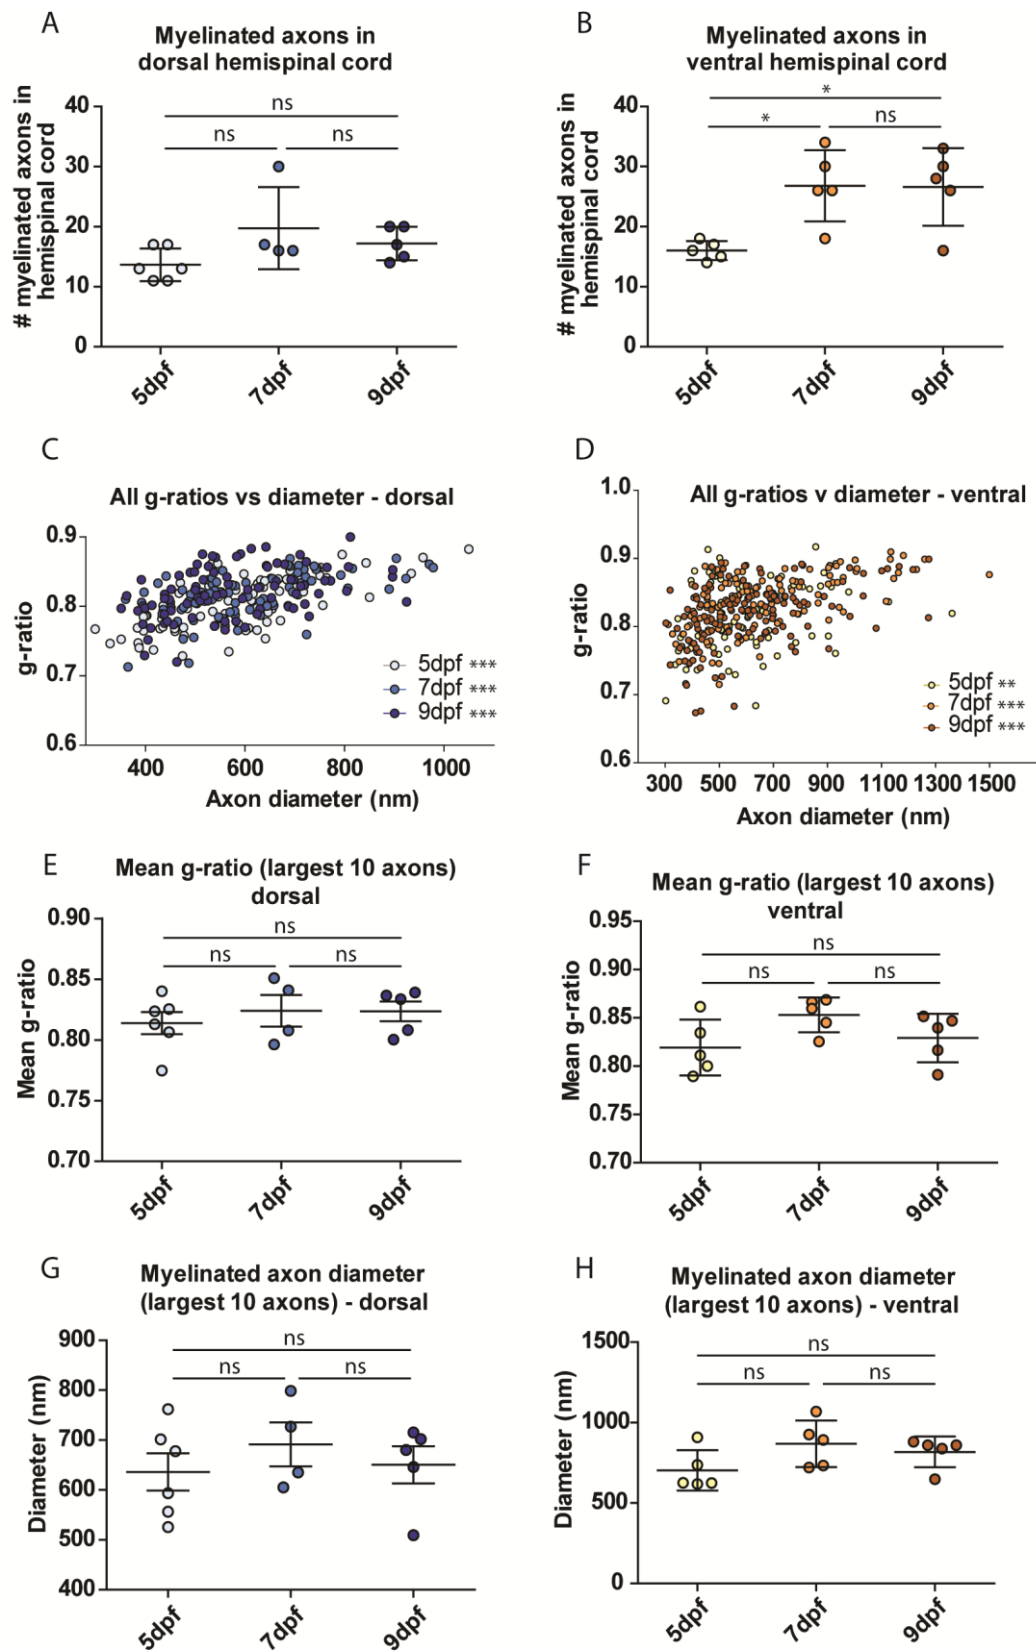 A
Myelinated axons in
dorsal hemispinal cord
# myelinated axons in
hemispinal cord
40
30
20
10
0
ns
ns
ns
5dpf
7dpf
9dpf
B
Myelinated axons in
ventral hemispinal cord
# myelinated axons in
hemispinal cord
40
30
20
10
0
*
*
ns
5dpf
7dpf
9dpf
C
All g-ratios vs diameter - dorsal
g-ratio
0.9
0.8
0.7
0.6
5dpf ***
7dpf ***
9dpf ***
400
600
800
1000
Axon diameter (nm)
D
All g-ratios v diameter - ventral
g-ratio
1.0
0.9
0.8
0.7
0.6
5dpf **
7dpf ***
9dpf ***
300
500
700
900
1100
1300
1500
Axon diameter (nm)
E
Mean g-ratio (largest 10 axons)
dorsal
Mean g-ratio
0.90
0.85
0.80
0.75
0.70
ns
ns
ns
5dpf
7dpf
9dpf
F
Mean g-ratio (largest 10 axons)
ventral
Mean g-ratio
0.95
0.90
0.85
0.80
0.75
0.70
ns
ns
ns
5dpf
7dpf
9dpf
G
Myelinated axon diameter
(largest 10 axons) - dorsal
Diameter (nm)
900
800
700
600
500
400
ns
ns
ns
5dpf
7dpf
9dpf
H
Myelinated axon diameter
(largest 10 axons) - ventral
Diameter (nm)
1500
1000
500
0
ns
ns
ns
5dpf
7dpf
9dpf